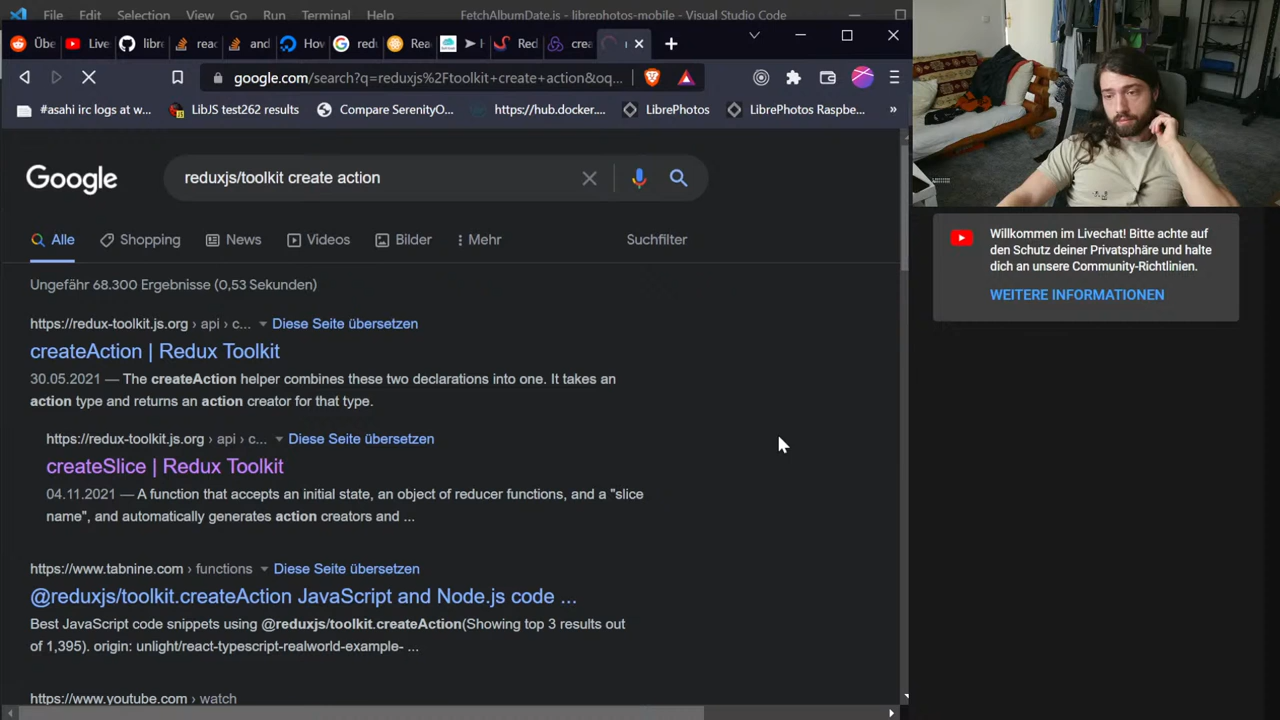 File Edit Selection View Go Run Terminal Help FetchAlbumDate.js - librephotos-mobile - Visual Studio Code
Übe Live libre reac and How redu Rea Red crea
google.com/search?q=reduxjs%2Ftoolkit+create+action&oq...
#asahi irc logs at w... LibJS test262 results Compare SerenityO... https://hub.docker.... LibrePhotos LibrePhotos Raspbe... »
Google
reduxjs/toolkit create action
Alle Shopping News Videos Bilder Mehr Suchfilter
Ungefähr 68.300 Ergebnisse (0,53 Sekunden)
https://redux-toolkit.js.org › api › c... Diese Seite übersetzen
createAction | Redux Toolkit
30.05.2021 — The createAction helper combines these two declarations into one. It takes an
action type and returns an action creator for that type.
https://redux-toolkit.js.org › api › c... Diese Seite übersetzen
createSlice | Redux Toolkit
04.11.2021 — A function that accepts an initial state, an object of reducer functions, and a "slice
name", and automatically generates action creators and ...
https://www.tabnine.com › functions Diese Seite übersetzen
@reduxjs/toolkit.createAction JavaScript and Node.js code ...
Best JavaScript code snippets using @reduxjs/toolkit.createAction(Showing top 3 results out
of 1,395). origin: unlight/react-typescript-realworld-example- ...
https://www.youtube.com › watch
Willkommen im Livechat! Bitte achte auf
den Schutz deiner Privatsphäre und halte
dich an unsere Community-Richtlinien.
WEITERE INFORMATIONEN